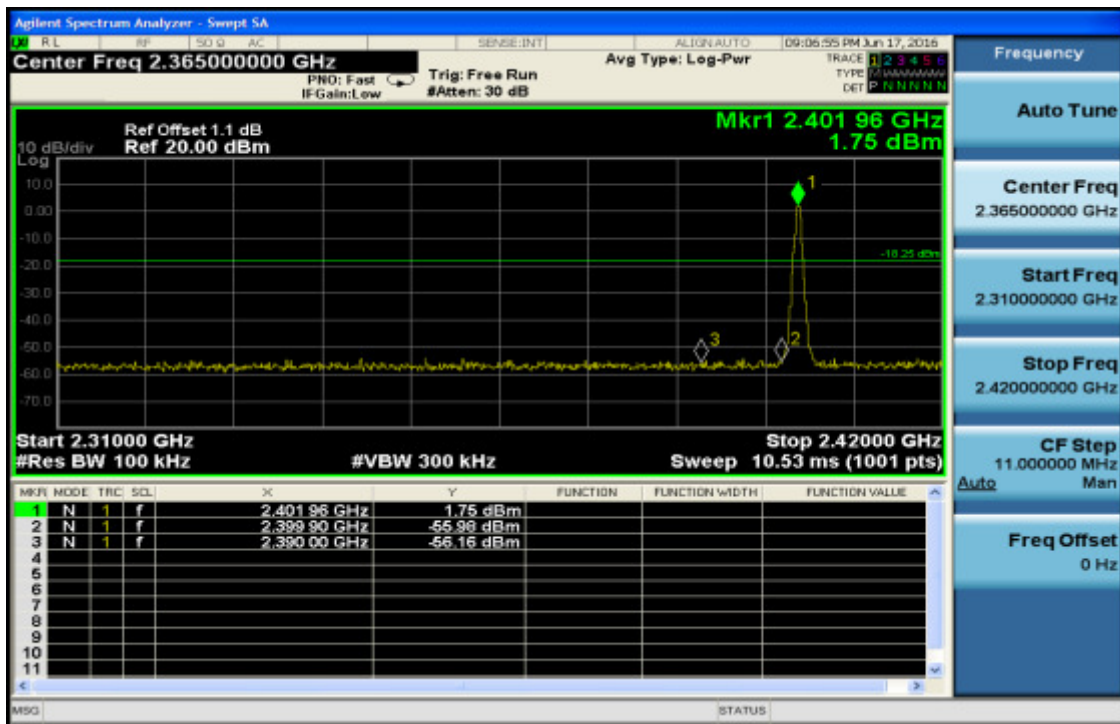 Agilent Spectrum Analyzer - Swept SA
RL RF 50 Ω AC SENSE:INT ALIGN AUTO 09:06:55 PM Jun 17, 2016
Center Freq 2.365000000 GHz
PNO: Fast
IFGain:Low
Trig: Free Run
#Atten: 30 dB
Avg Type: Log-Pwr
TRACE 1 2 3 4 5 6
TYPE M
DET P N N N N N
Ref Offset 1.1 dB
10 dB/div Ref 20.00 dBm
Log
Mkr1 2.401 96 GHz
1.75 dBm
10.0
0.00
-10.0
-20.0
-30.0
-40.0
-50.0
-60.0
-70.0
1
-18.25 dBm
3
2
Start 2.31000 GHz Stop 2.42000 GHz
#Res BW 100 kHz #VBW 300 kHz Sweep 10.53 ms (1001 pts)
MKR MODE TRC SCL X Y FUNCTION FUNCTION WIDTH FUNCTION VALUE
1 N 1 f 2.401 96 GHz 1.75 dBm
2 N 1 f 2.399 90 GHz -55.98 dBm
3 N 1 f 2.390 00 GHz -56.16 dBm
4
5
6
7
8
9
10
11
MSG STATUS
Frequency
Auto Tune
Center Freq
2.365000000 GHz
Start Freq
2.310000000 GHz
Stop Freq
2.420000000 GHz
CF Step
11.000000 MHz
Auto Man
Freq Offset
0 Hz